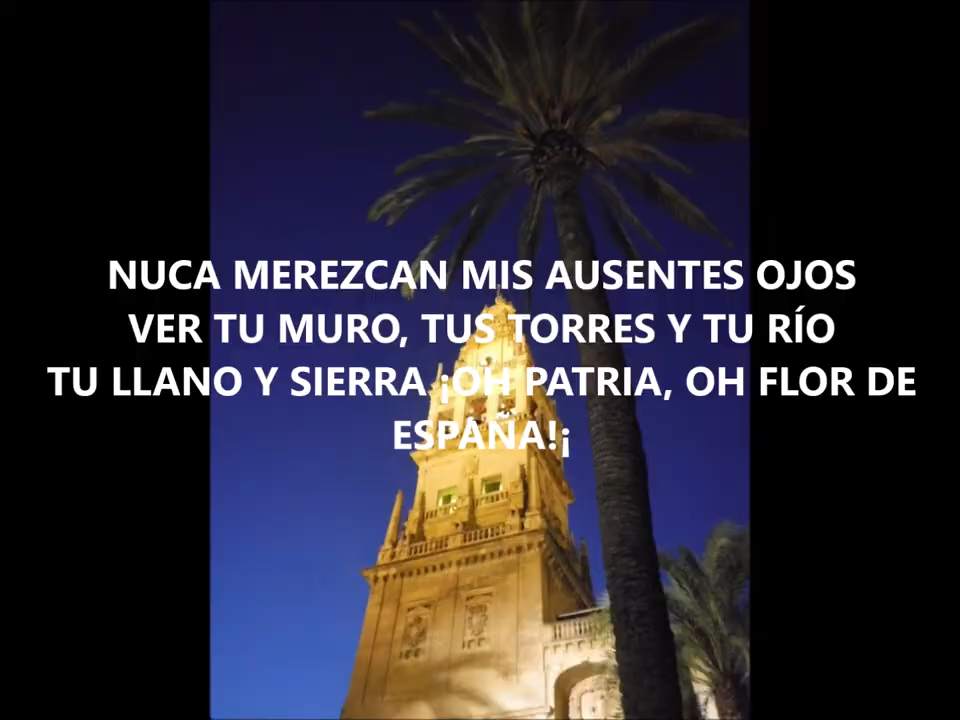 NUCA MEREZCAN MIS AUSENTES OJOS
VER TU MURO, TUS TORRES Y TU RÍO
TU LLANO Y SIERRA ¡OH PATRIA, OH FLOR DE
ESPAÑA!¡